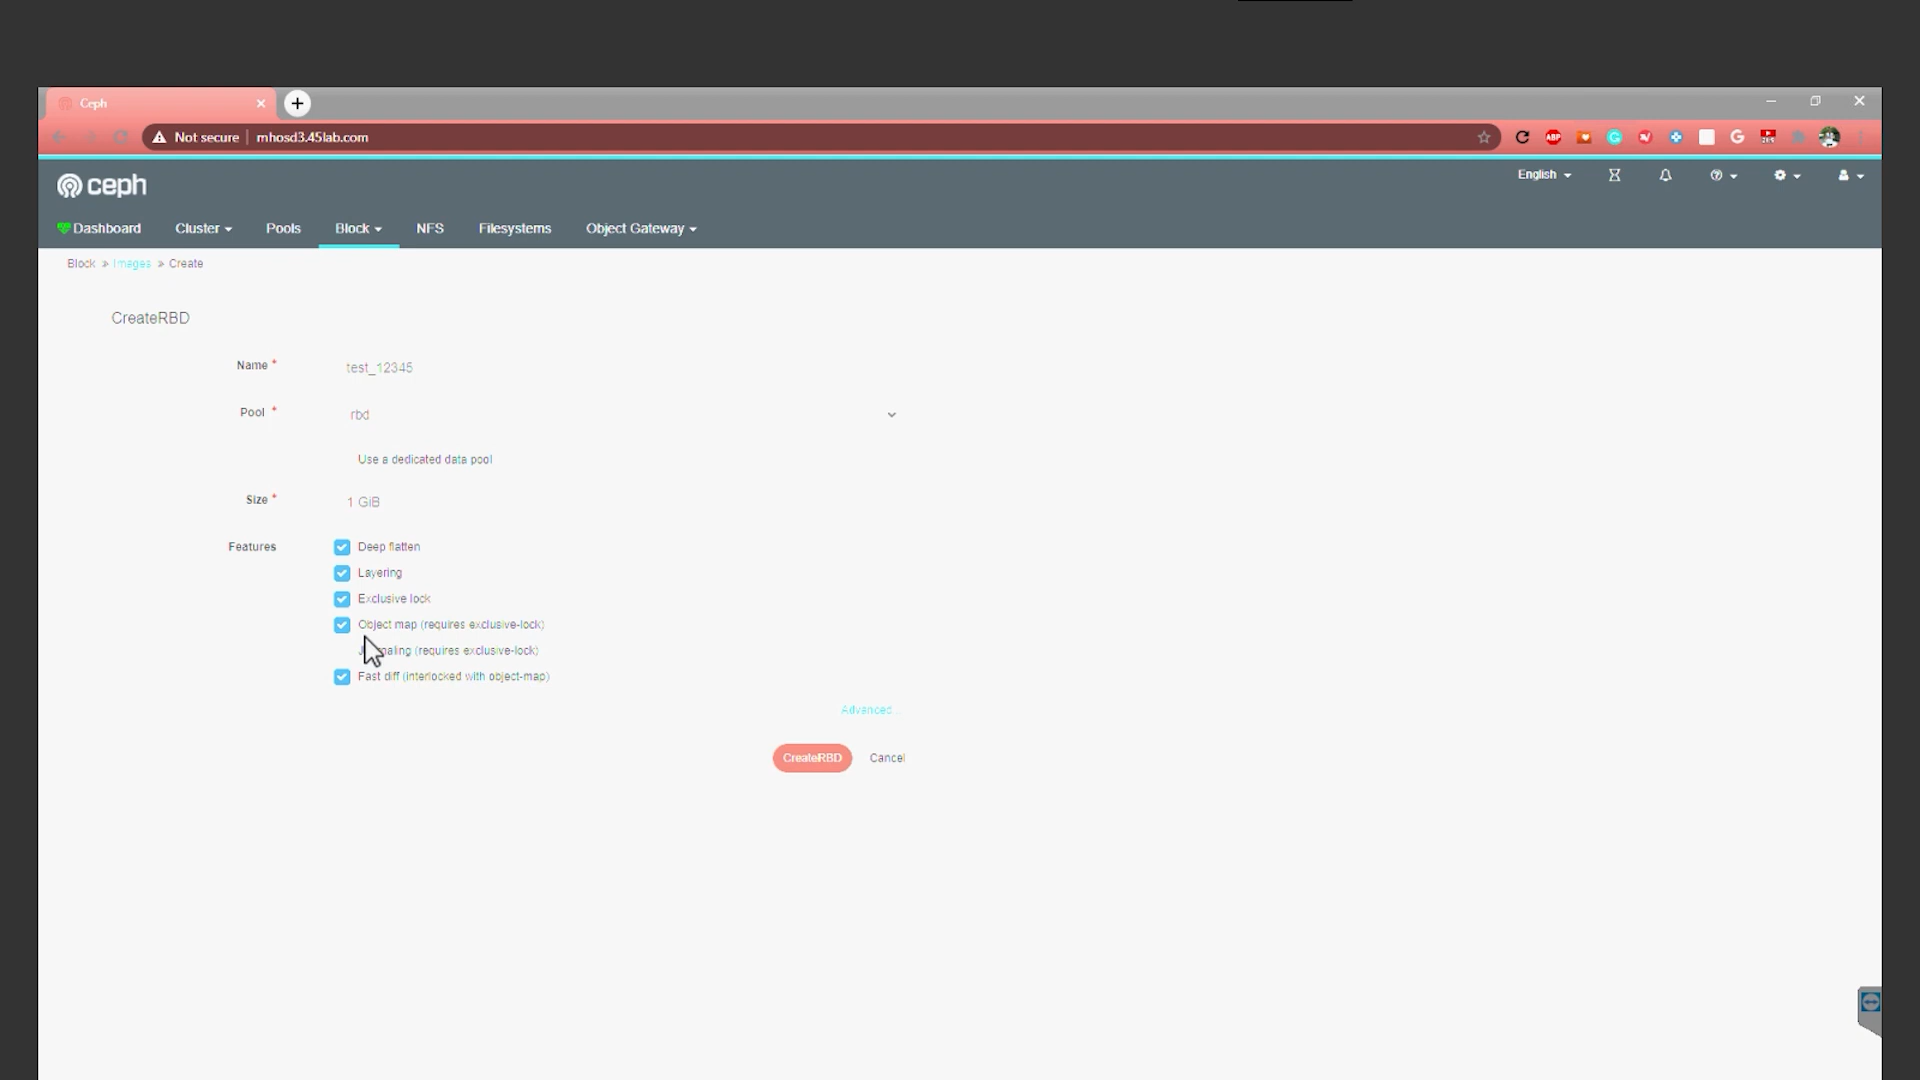 Ceph
Not secure mhosd3.45lab.com
ceph
English
Dashboard Cluster Pools Block NFS Filesystems Object Gateway
Block » Images » Create
CreateRBD
Name *
test_12345
Pool *
rbd
Use a dedicated data pool
Size *
1 GiB
Features
Deep flatten
Layering
Exclusive lock
Object map (requires exclusive-lock)
(requires exclusive-lock)
Fast diff (interlocked with object-map)
Advanced...
CreateRBD Cancel